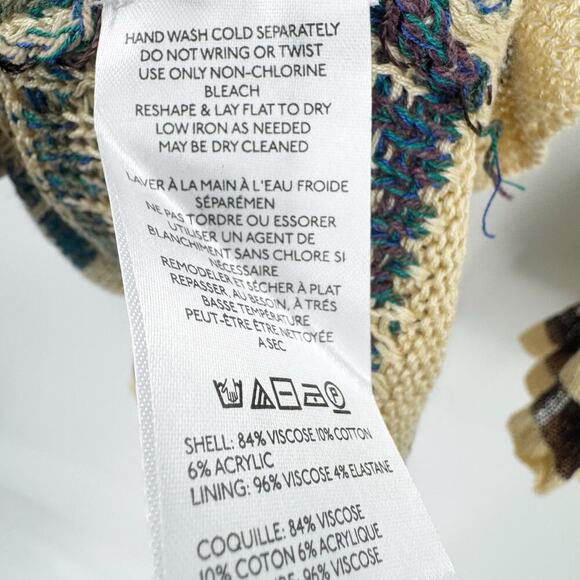 HAND WASH COLD SEPARATELY
DO NOT WRING OR TWIST
USE ONLY NON-CHLORINE
BLEACH
RESHAPE & LAY FLAT TO DRY
LOW IRON AS NEEDED
MAY BE DRY CLEANED
LAVER À LA MAIN À L'EAU FROIDE
SÉPARÉMEN
NE PAS TORDRE OU ESSORER
UTILISER UN AGENT DE
BLANCHIMENT SANS CHLORE SI
NÉCESSAIRE
REMODELER ET SÉCHER À PLAT
REPASSER, AU BESOIN, À TRÉS
BASSE TEMPÉRATURE
PEUT-ÊTRE ÊTRE NETTOYÉE
A SEC
P
SHELL: 84% VISCOSE 10% COTTON
6% ACRYLIC
LINING: 96% VISCOSE 4% ELASTANE
COQUILLE: 84% VISCOSE
10% COTON 6% ACRYLIQUE
96% VISCOSE